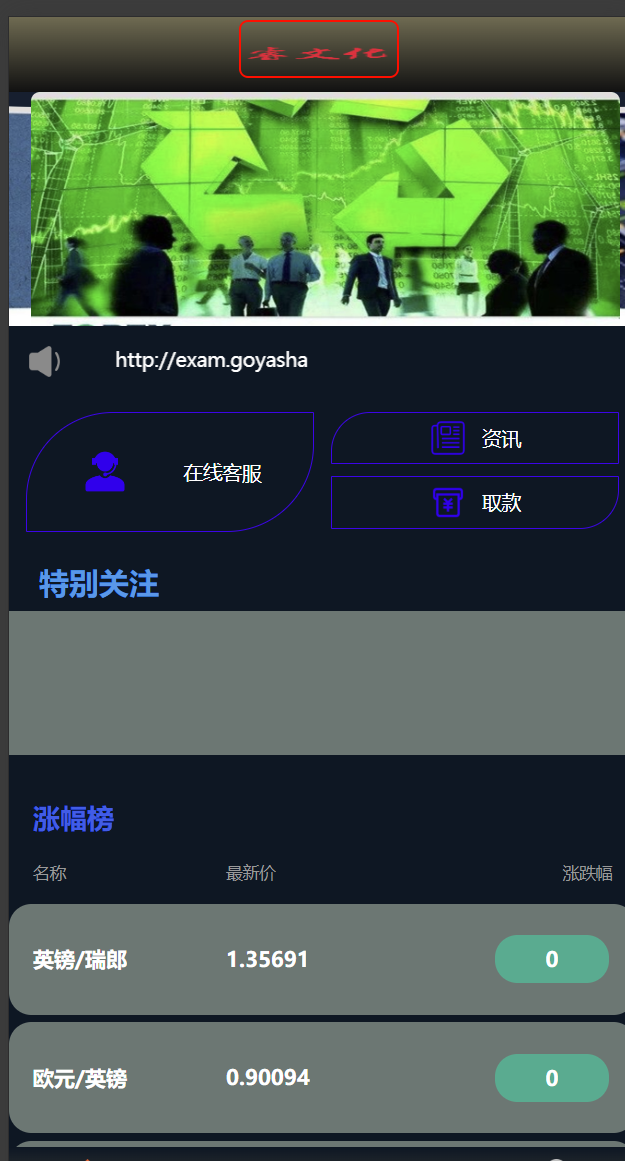 睿文化
http://exam.goyasha
在线客服
资讯
取款
特别关注
涨幅榜
名称 最新价 涨跌幅
英镑/瑞郎 1.35691 0
欧元/英镑 0.90094 0